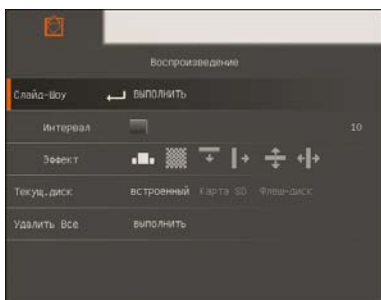 Воспроизведение
Слайд-Шоу ВЫПОЛНИТЬ
Интервал 10
Эффект
Текущ.диск встроенный Карта SD Флеш-диск
Удалить Все выполнить